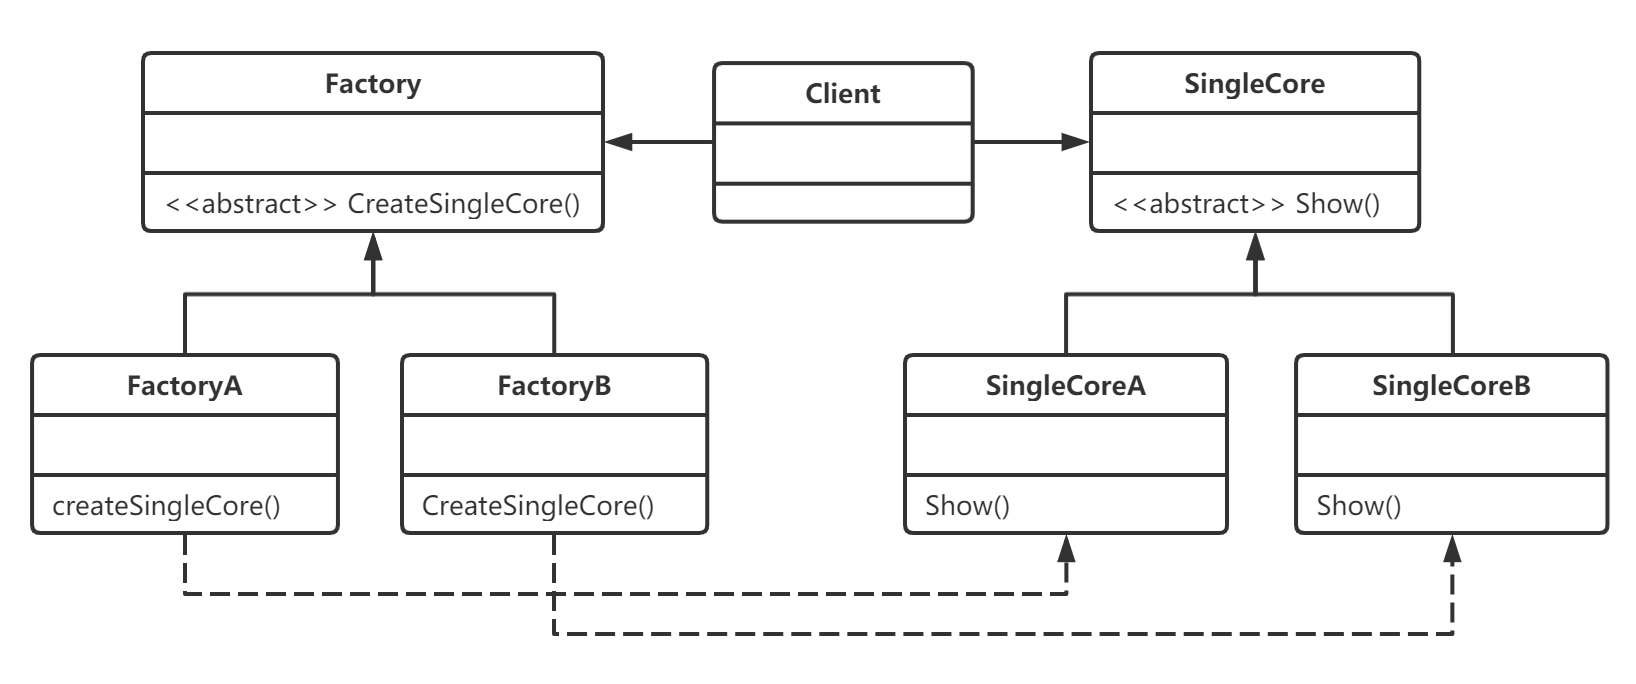 Factory
<<abstract>> CreateSingleCore()
Client
SingleCore
<<abstract>> Show()
FactoryA
createSingleCore()
FactoryB
CreateSingleCore()
SingleCoreA
Show()
SingleCoreB
Show()